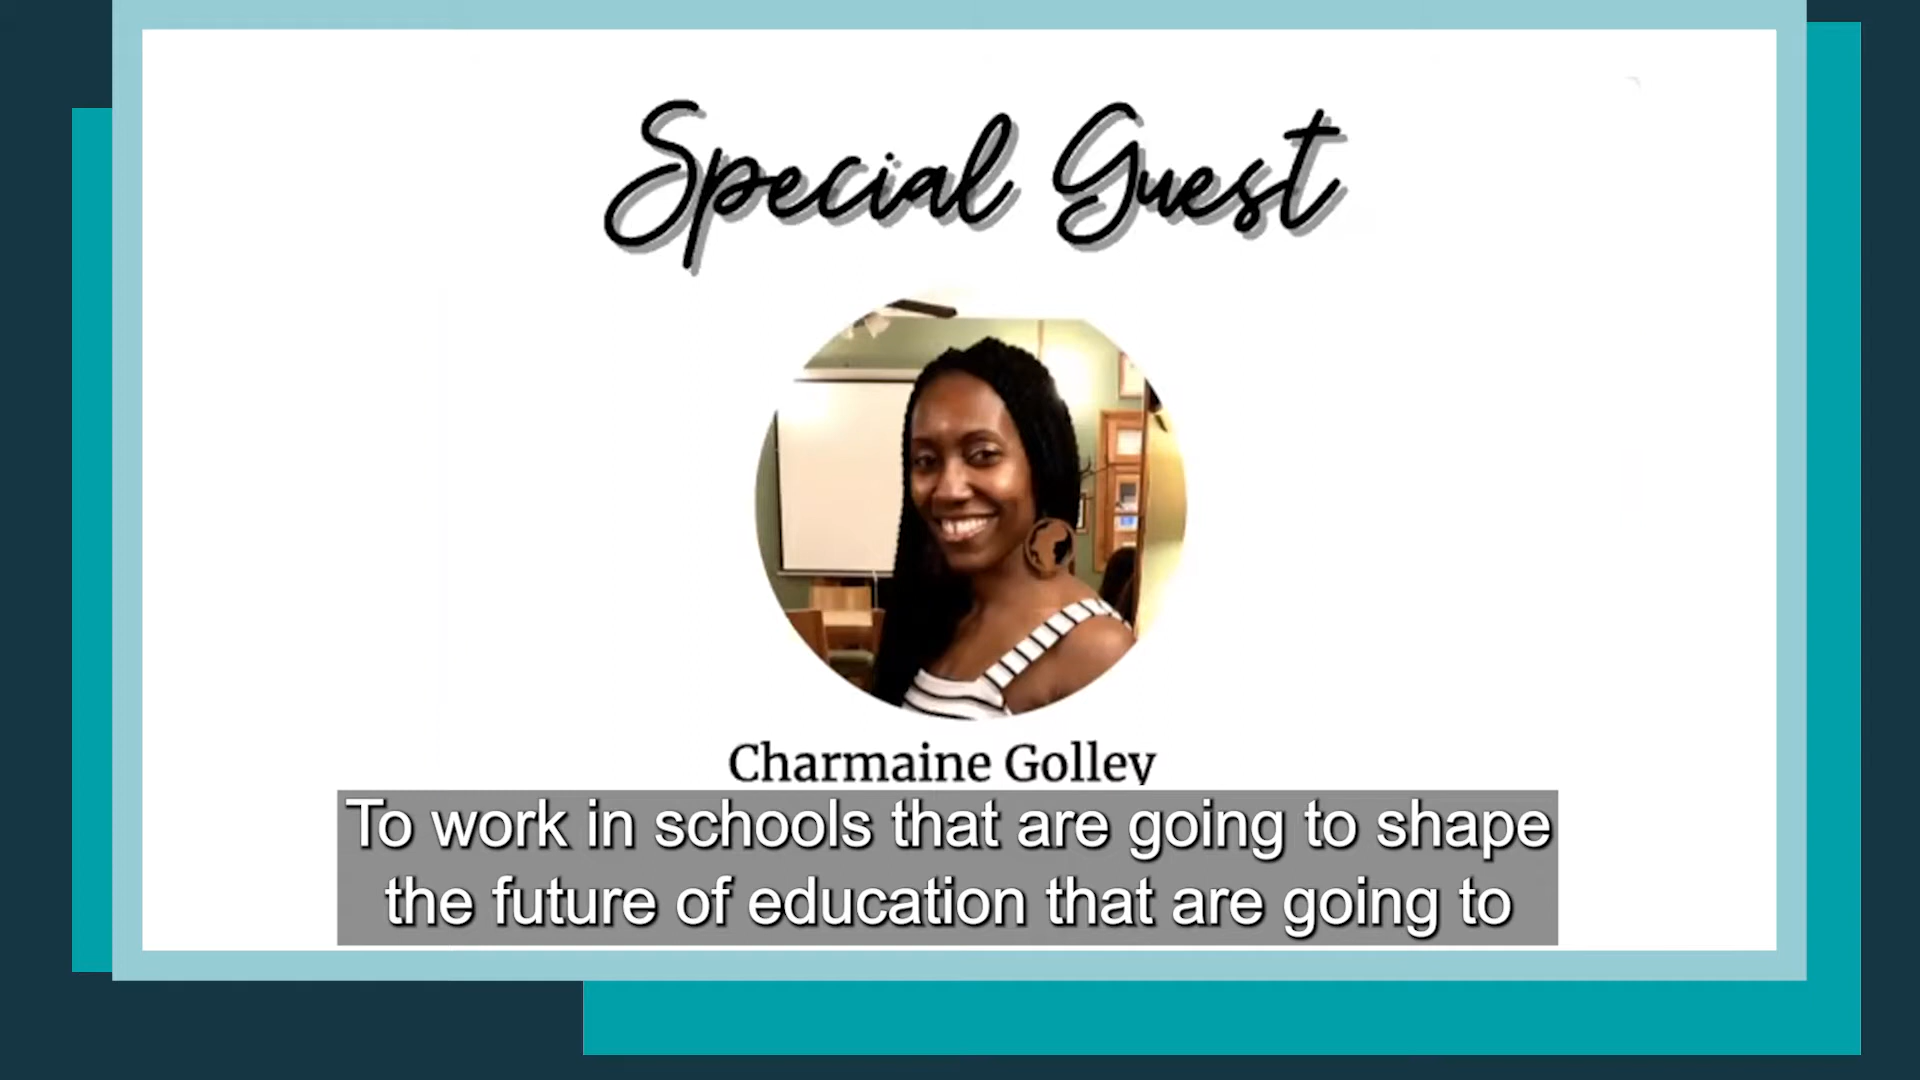 Special Guest
Charmaine Golley
To work in schools that are going to shape
the future of education that are going to